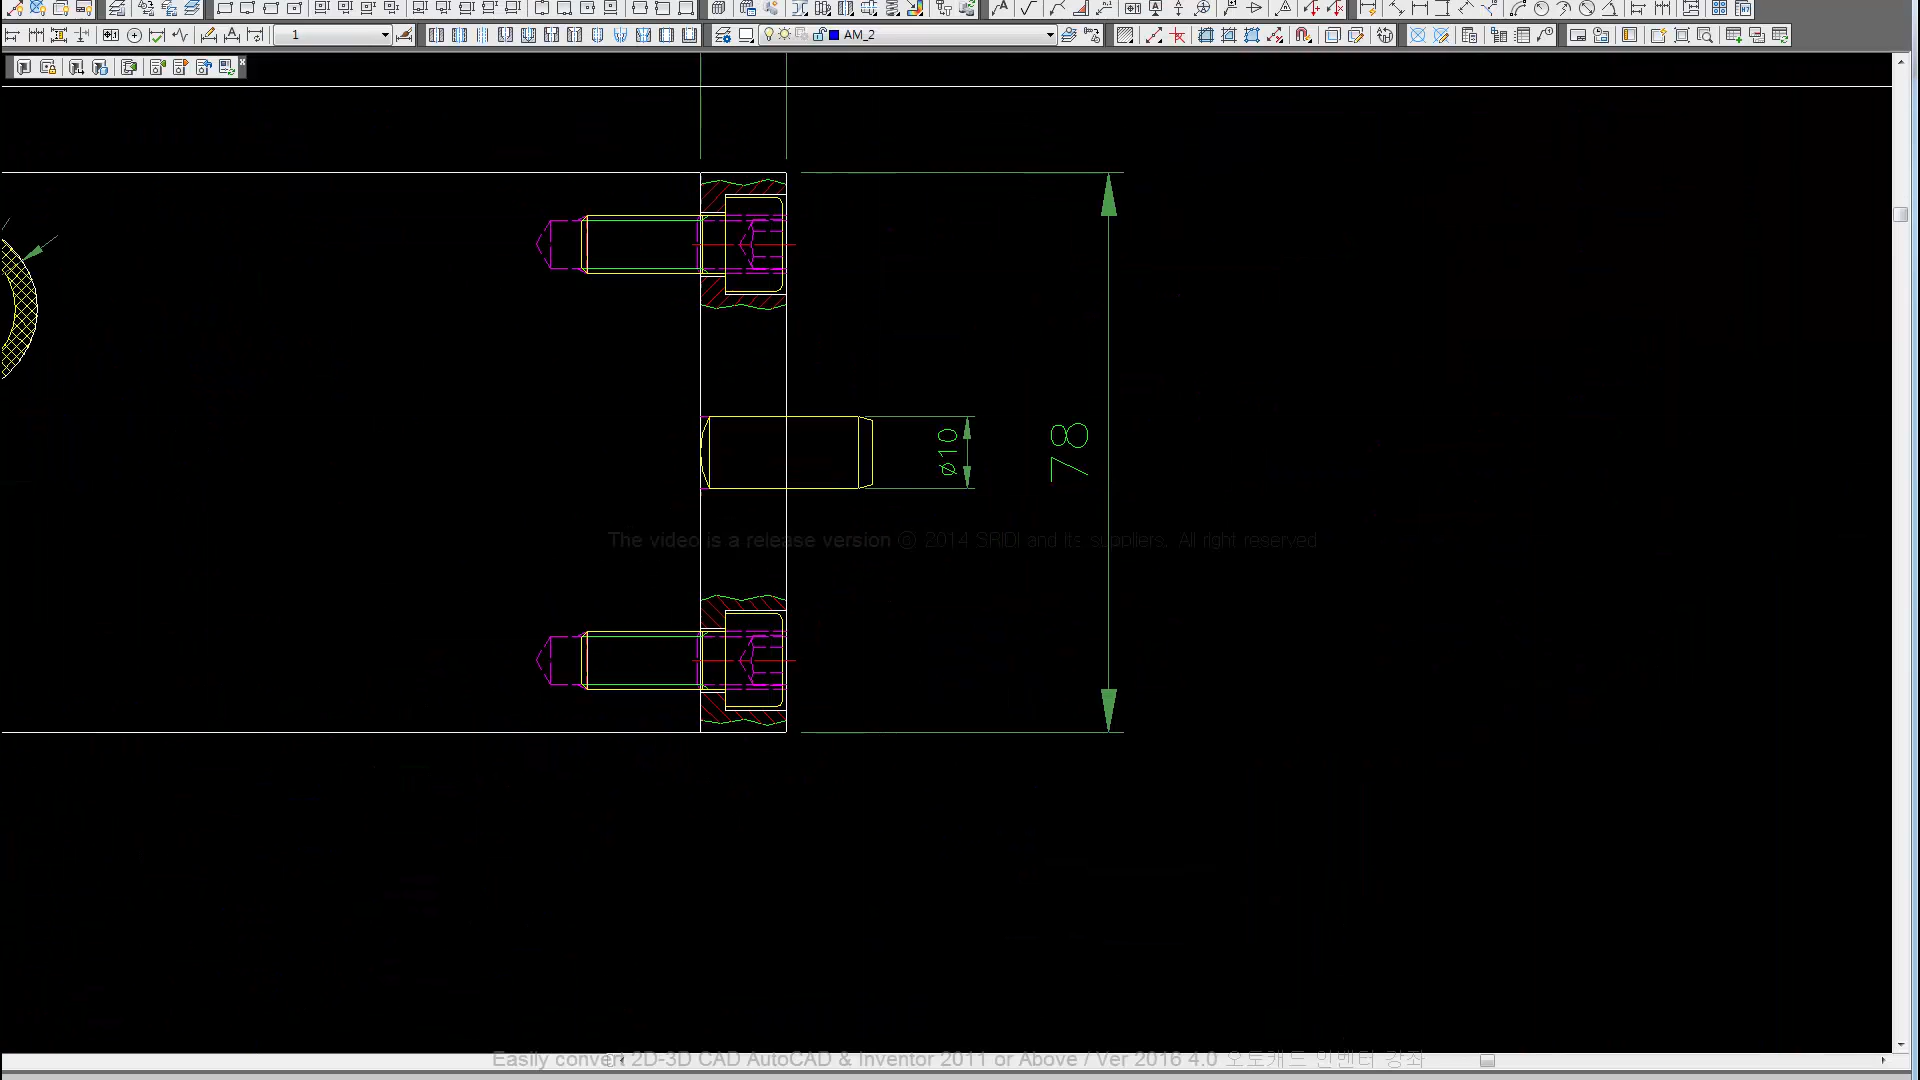 1
AM_2
ø10
78
The video is a release version ⓒ 2014 SRIDI and its suppliers. All right reserved
Easily convert 2D-3D CAD AutoCAD & Inventor 2011 or Above / Ver 2016 4.0 오토캐드 인벤터 강좌